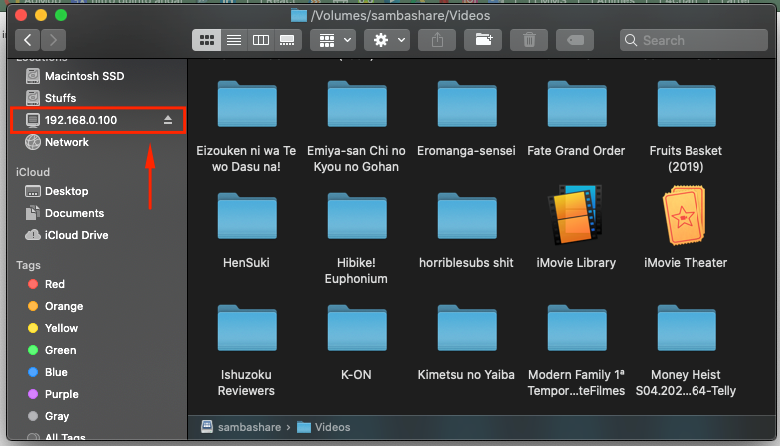 /Volumes/sambashare/Videos
Search
Locations
Macintosh SSD
Stuffs
192.168.0.100
Network
iCloud
Desktop
Documents
iCloud Drive
Tags
Red
Orange
Yellow
Green
Blue
Purple
Gray
All Tags
Eizouken ni wa Te
wo Dasu na!
Emiya-san Chi no
Kyou no Gohan
Eromanga-sensei
Fate Grand Order
Fruits Basket
(2019)
HenSuki
Hibike!
Euphonium
horriblesubs shit
iMovie Library
iMovie Theater
Ishuzoku
Reviewers
K-ON
Kimetsu no Yaiba
Modern Family 1ª
Tempor...teFilmes
Money Heist
S04.202...64-Telly
sambashare › Videos